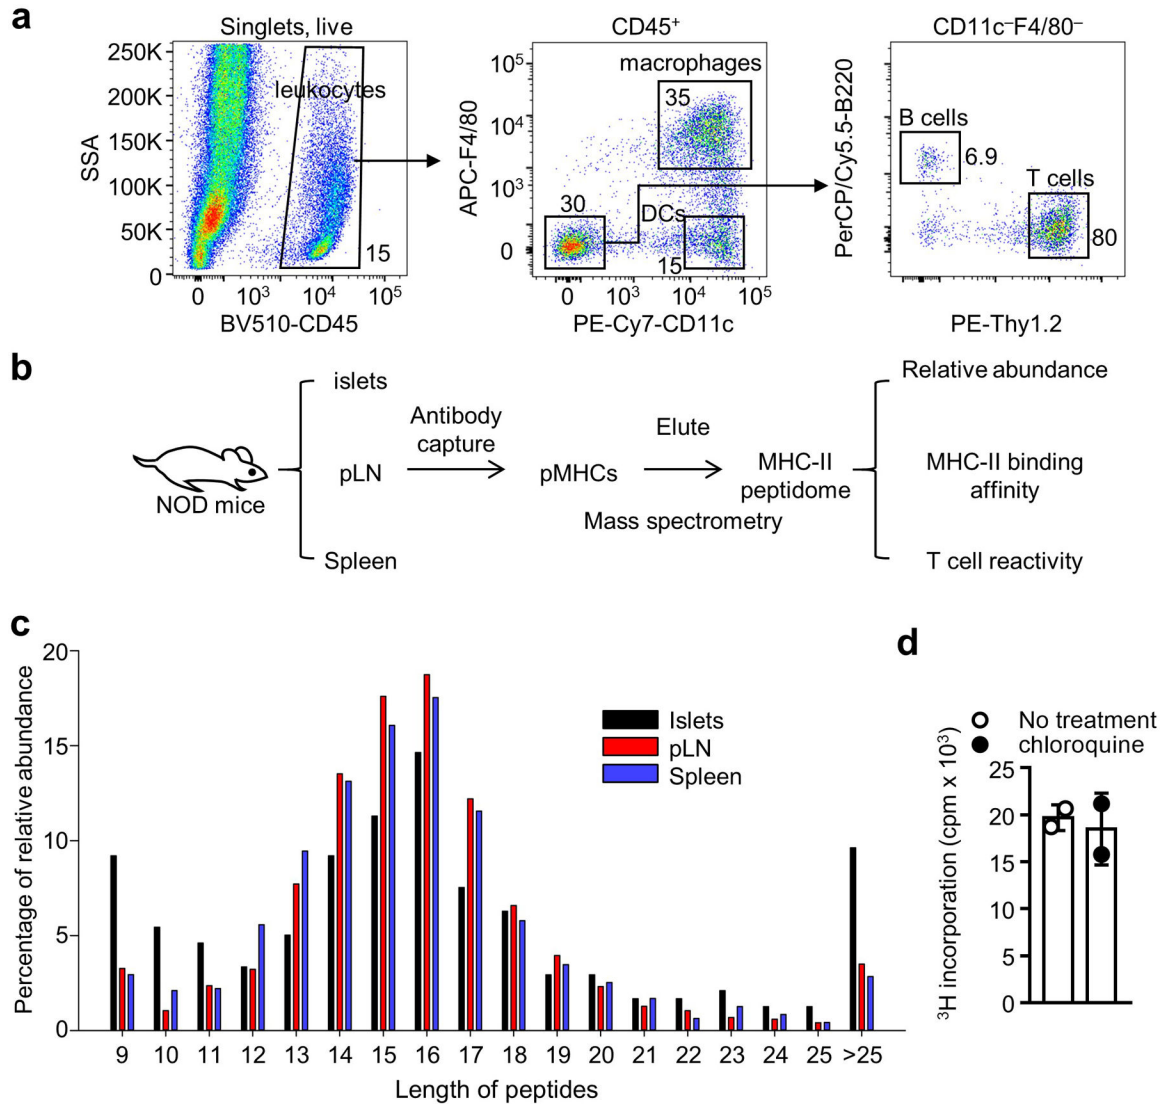 a
Singlets, live
250K
200K
150K
100K
50K
0
SSA
leukocytes
15
0 10³ 10⁴ 10⁵
BV510-CD45
CD45⁺
10⁵
10⁴
10³
0
APC-F4/80
macrophages
35
30
DCs
15
0 10³ 10⁴ 10⁵
PE-Cy7-CD11c
CD11c⁻F4/80⁻
PerCP/Cy5.5-B220
B cells
6.9
T cells
80
PE-Thy1.2
b
NOD mice
islets
pLN
Spleen
Antibody
capture
pMHCs
Elute
Mass spectrometry
MHC-II
peptidome
Relative abundance
MHC-II binding
affinity
T cell reactivity
c
Percentage of relative abundance
20
15
10
5
0
Islets
pLN
Spleen
9 10 11 12 13 14 15 16 17 18 19 20 21 22 23 24 25 >25
Length of peptides
d
No treatment
chloroquine
³H incorporation (cpm x 10³)
25
20
15
10
5
0